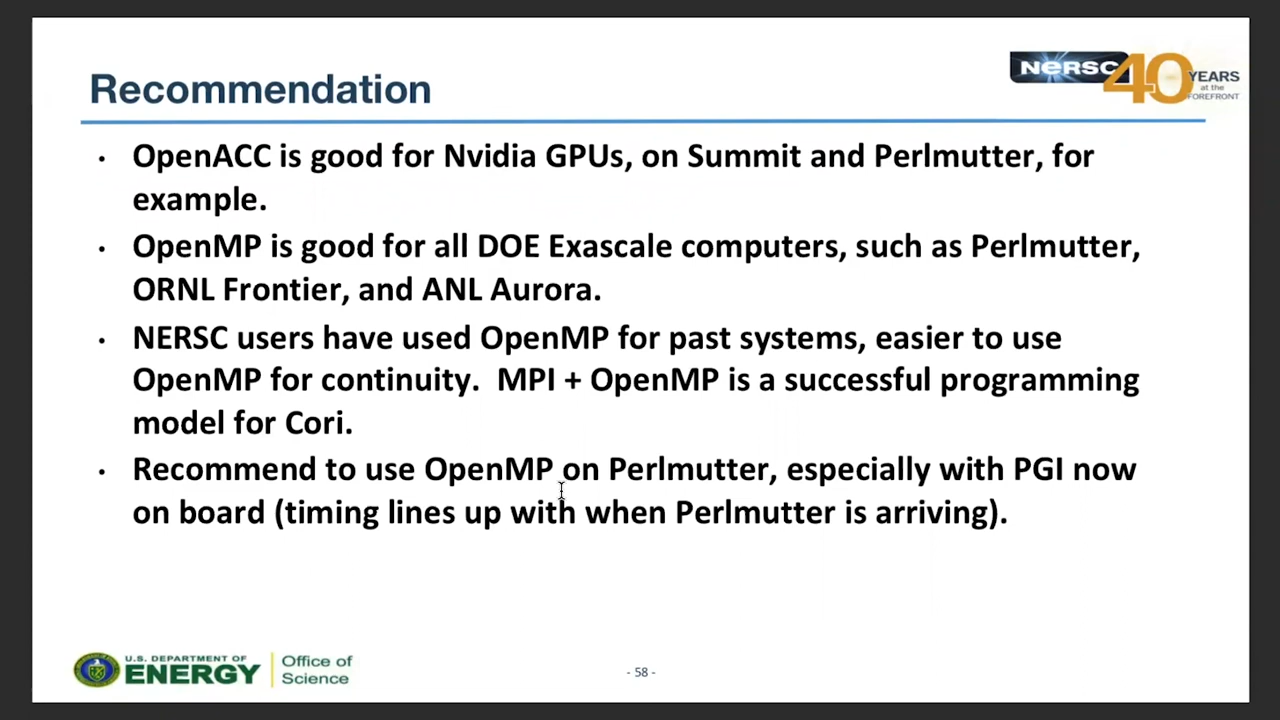 Recommendation
NERSC 40 YEARS at the FOREFRONT
• OpenACC is good for Nvidia GPUs, on Summit and Perlmutter, for
example.
• OpenMP is good for all DOE Exascale computers, such as Perlmutter,
ORNL Frontier, and ANL Aurora.
• NERSC users have used OpenMP for past systems, easier to use
OpenMP for continuity.  MPI + OpenMP is a successful programming
model for Cori.
• Recommend to use OpenMP on Perlmutter, especially with PGI now
on board (timing lines up with when Perlmutter is arriving).
U.S. DEPARTMENT OF
ENERGY
Office of
Science
- 58 -